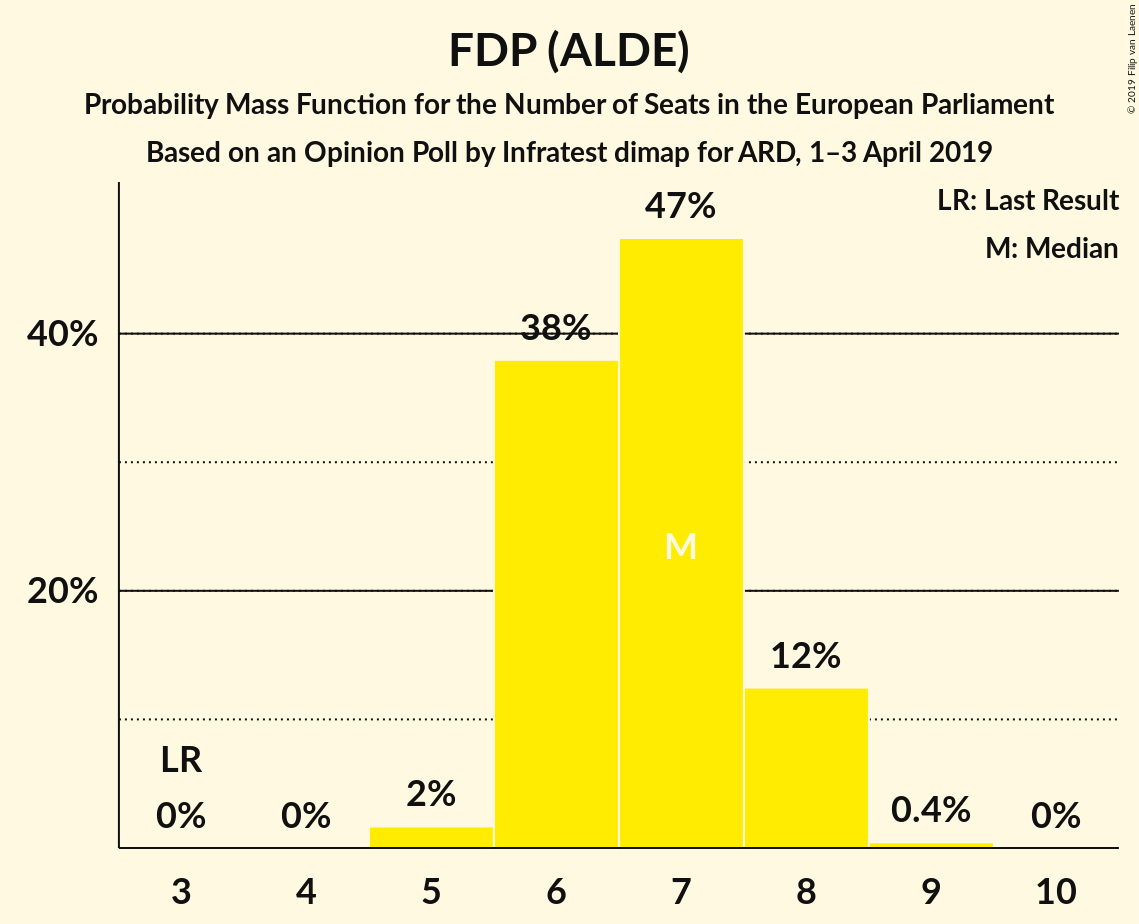 FDP (ALDE)
Probability Mass Function for the Number of Seats in the European Parliament
Based on an Opinion Poll by Infratest dimap for ARD, 1–3 April 2019
© 2019 Filip van Laenen
LR: Last Result
M: Median
40%
20%
LR
0%
0%
2%
38%
47%
M
12%
0.4%
0%
3
4
5
6
7
8
9
10